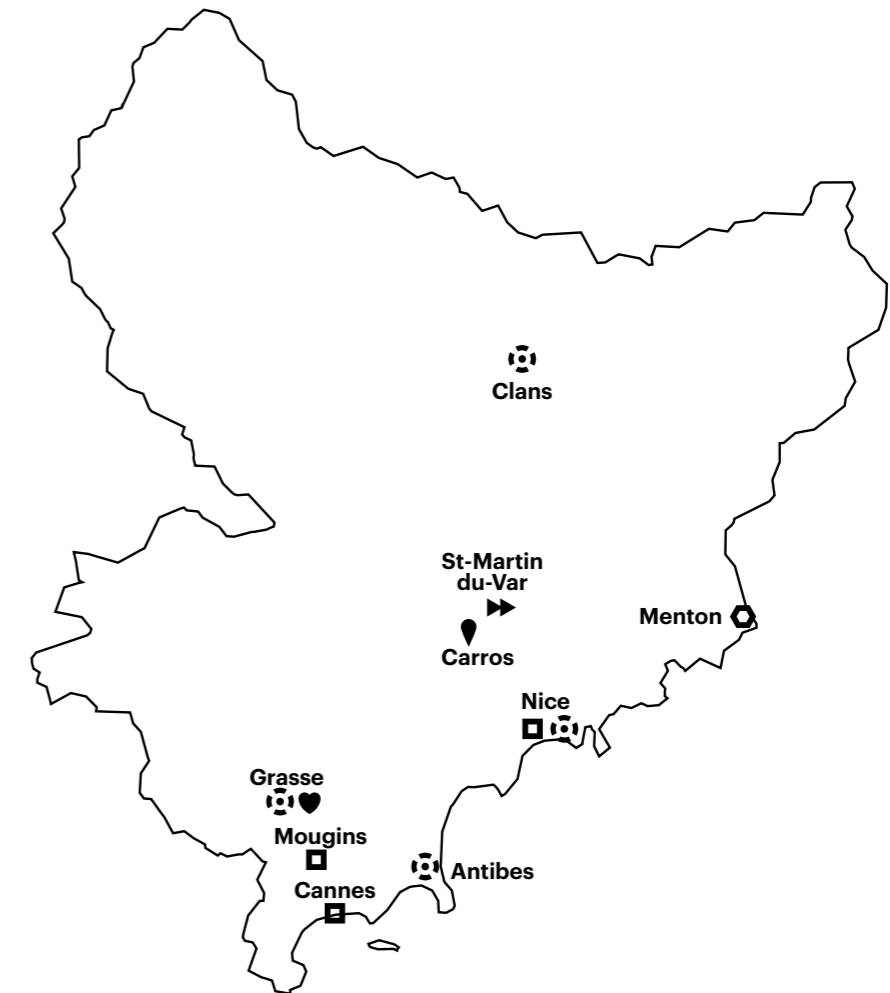 Clans
St-Martin
du-Var
Menton
Carros
Nice
Grasse
Mougins
Antibes
Cannes